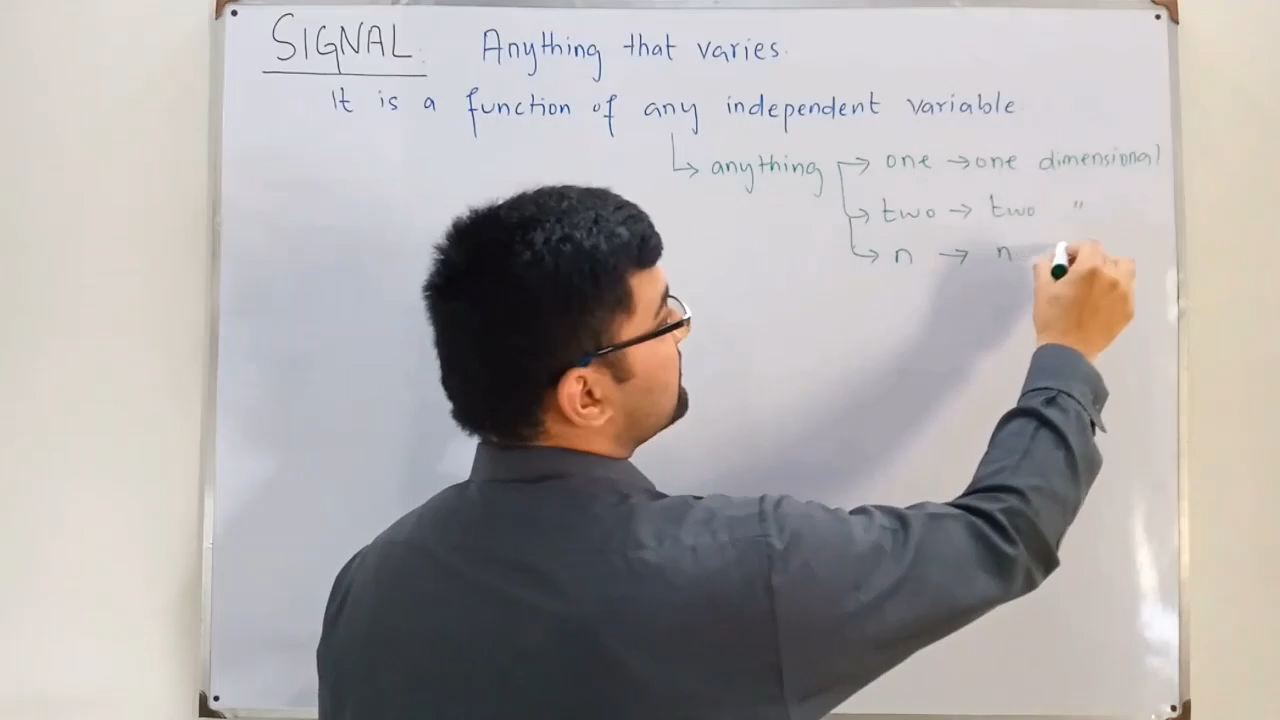 SIGNAL. Anything that varies.
It is a function of any independent variable
↳ anything → one → one dimensional
→ two → two "
→ n → n